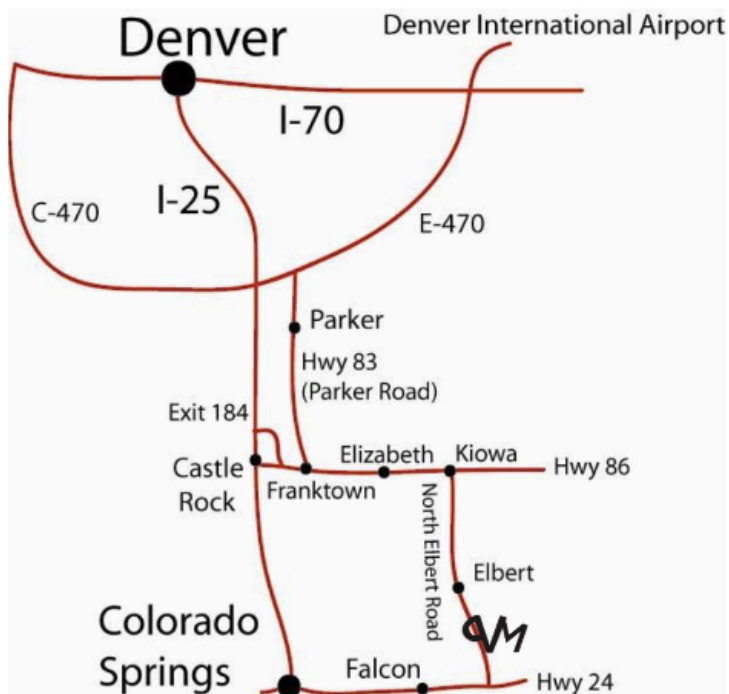 Denver International Airport
Denver
I-70
I-25
C-470
E-470
Parker
Hwy 83
(Parker Road)
Exit 184
Elizabeth
Kiowa
Castle
Rock
Franktown
Hwy 86
North Elbert Road
Elbert
Colorado
Springs
Falcon
Hwy 24